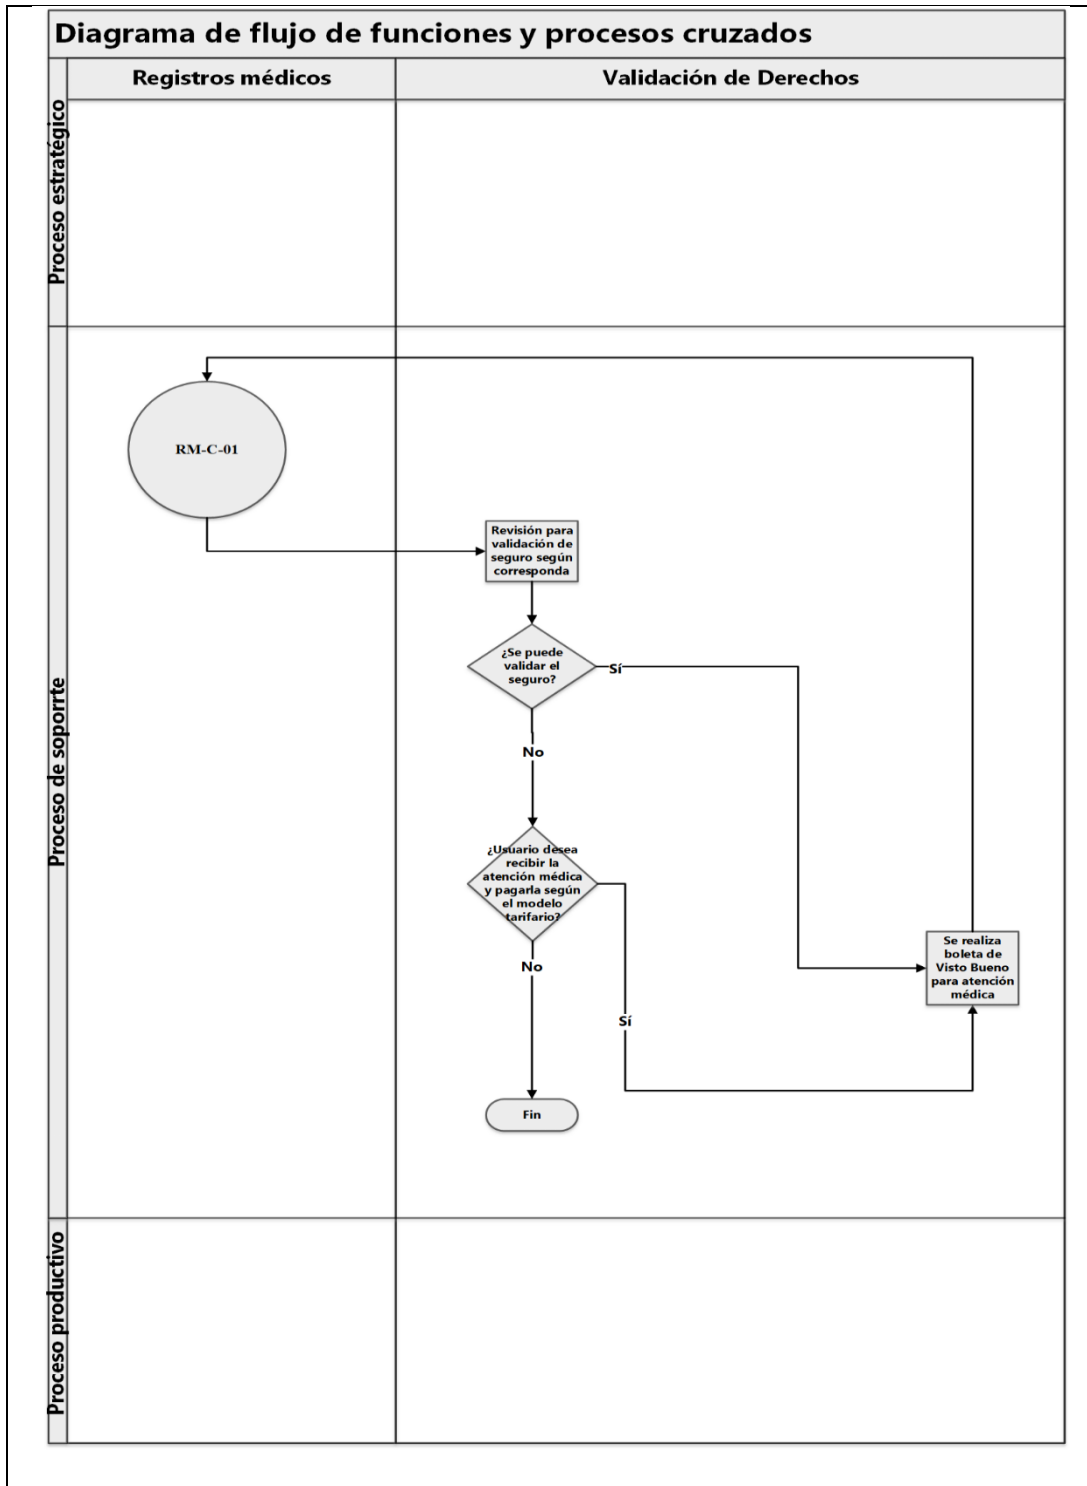 Diagrama de flujo de funciones y procesos cruzados
Registros médicos
Validación de Derechos
Proceso estratégico
Proceso de soporrte
RM-C-01
Revisión para
validación de
seguro según
corresponda
¿Se puede
validar el
seguro?
Sí
No
¿Usuario desea
recibir la
atención médica
y pagarla según
el modelo
tarifario?
Se realiza
boleta de
Visto Bueno
para atención
médica
No
Sí
Fin
Proceso productivo